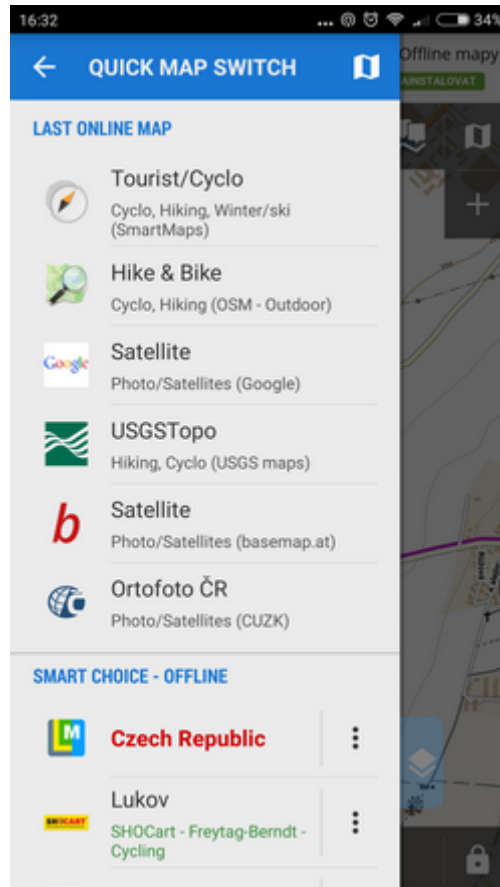 16:32 ... 34%
← QUICK MAP SWITCH
Offline mapy
AINSTALOVAT
LAST ONLINE MAP
Tourist/Cyclo
Cyclo, Hiking, Winter/ski
(SmartMaps)
Hike & Bike
Cyclo, Hiking (OSM - Outdoor)
Google
Satellite
Photo/Satellites (Google)
USGSTopo
Hiking, Cyclo (USGS maps)
b
Satellite
Photo/Satellites (basemap.at)
Ortofoto ČR
Photo/Satellites (CUZK)
SMART CHOICE - OFFLINE
LM
Czech Republic
SHOCART
Lukov
SHOCart - Freytag-Berndt -
Cycling